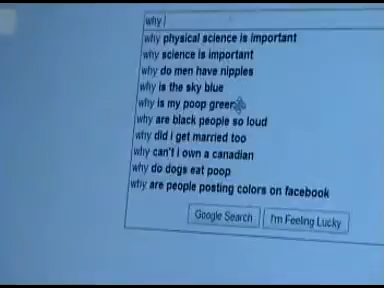 why
why physical science is important
why science is important
why do men have nipples
why is the sky blue
why is my poop green
why are black people so loud
why did i get married too
why can't i own a canadian
why do dogs eat poop
why are people posting colors on facebook
Google Search I'm Feeling Lucky